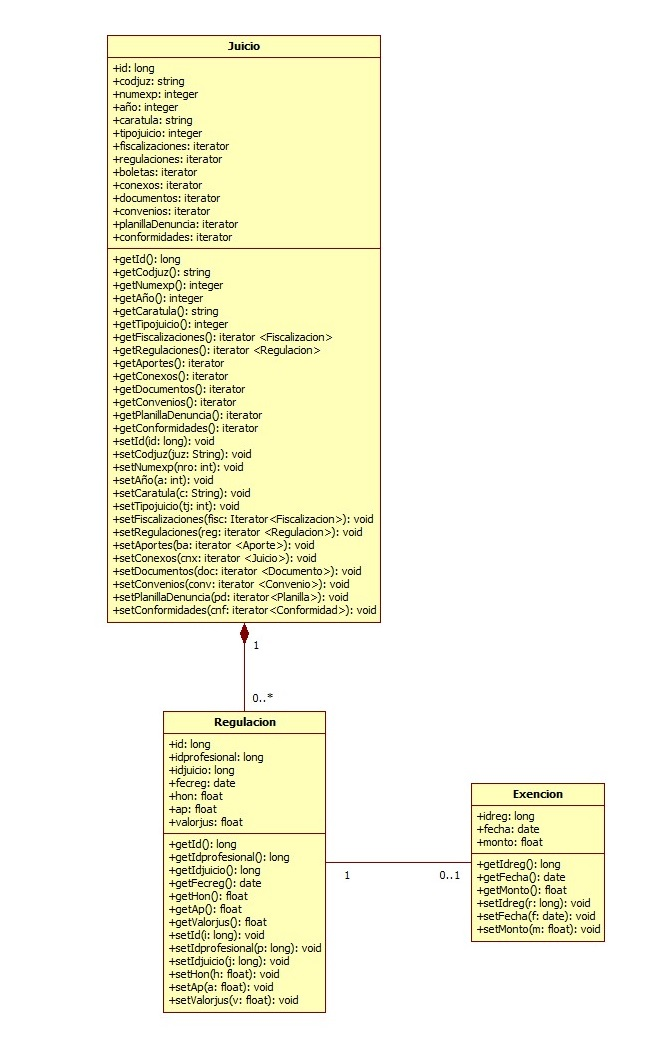 Juicio
+id: long
+codjuz: string
+numexp: integer
+año: integer
+caratula: string
+tipojuicio: integer
+fiscalizaciones: iterator
+regulaciones: iterator
+boletas: iterator
+conexos: iterator
+documentos: iterator
+convenios: iterator
+planillaDenuncia: iterator
+conformidades: iterator
+getId(): long
+getCodjuz(): string
+getNumexp(): integer
+getAño(): integer
+getCaratula(): string
+getTipojuicio(): integer
+getFiscalizaciones(): iterator <Fiscalizacion>
+getRegulaciones(): iterator <Regulacion>
+getAportes(): iterator
+getConexos(): iterator
+getDocumentos(): iterator
+getConvenios(): iterator
+getPlanillaDenuncia(): iterator
+getConformidades(): iterator
+setId(id: long): void
+setCodjuz(juz: String): void
+setNumexp(nro: int): void
+setAño(a: int): void
+setCaratula(c: String): void
+setTipojuicio(tj: int): void
+setFiscalizaciones(fisc: Iterator<Fiscalizacion>): void
+setRegulaciones(reg: iterator <Regulacion>): void
+setAportes(ba: iterator <Aporte>): void
+setConexos(cnx: iterator <Juicio>): void
+setDocumentos(doc: iterator <Documento>): void
+setConvenios(conv: iterator <Convenio>): void
+setPlanillaDenuncia(pd: iterator<Planilla>): void
+setConformidades(cnf: iterator<Conformidad>): void
1
0..*
Regulacion
+id: long
+idprofesional: long
+idjuicio: long
+fecreg: date
+hon: float
+ap: float
+valorjus: float
+getId(): long
+getIdprofesional(): long
+getIdjuicio(): long
+getFecreg(): date
+getHon(): float
+getAp(): float
+getValorjus(): float
+setId(i: long): void
+setIdprofesional(p: long): void
+setIdjuicio(j: long): void
+setHon(h: float): void
+setAp(a: float): void
+setValorjus(v: float): void
1
0..1
Exencion
+idreg: long
+fecha: date
+monto: float
+getIdreg(): long
+getFecha(): date
+getMonto(): float
+setIdreg(r: long): void
+setFecha(f: date): void
+setMonto(m: float): void